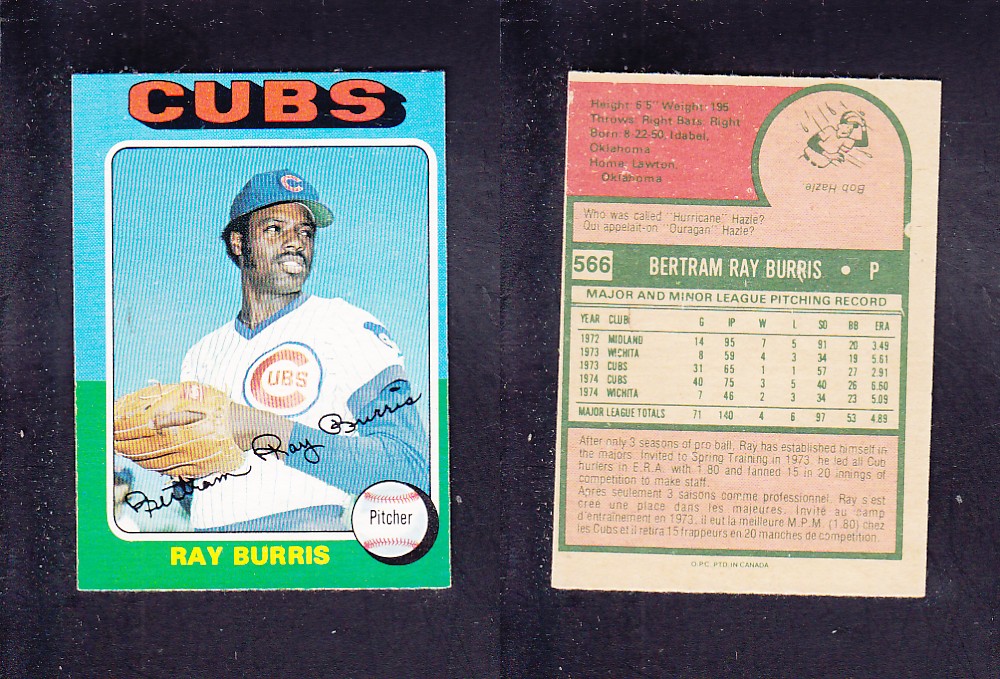 CUBS
C
CUBS
Bertram Ray Burris
Pitcher
RAY BURRIS
Height: 6'5" Weight: 195
Throws: Right Bats: Right
Born: 8-22-50, Idabel,
Oklahoma
Home: Lawton,
Oklahoma
Bob Hazle
Who was called "Hurricane" Hazle?
Qui appelait-on "Ouragan" Hazle?
566 BERTRAM RAY BURRIS • P
MAJOR AND MINOR LEAGUE PITCHING RECORD
YEAR CLUB G IP W L SO BB ERA
1972 MIDLAND 14 95 7 5 91 20 3.49
1973 WICHITA 8 59 4 3 34 19 5.61
1973 CUBS 31 65 1 1 57 27 2.91
1974 CUBS 40 75 3 5 40 26 6.60
1974 WICHITA 7 46 2 3 34 23 5.09
MAJOR LEAGUE TOTALS 71 140 4 6 97 53 4.89
After only 3 seasons of pro ball, Ray has established himself in
the majors. Invited to Spring Training in 1973, he led all Cub
hurlers in E.R.A. with 1.80 and fanned 15 in 20 innings of
competition to make staff.
Après seulement 3 saisons comme professionnel, Ray s'est
créé une place dans les majeures. Invité au camp
d'entraînement en 1973, il eut la meilleure M.P.M. (1.80) chez
les Cubs et il retira 15 frappeurs en 20 manches de compétition.
O.P.C. PTD. IN CANADA